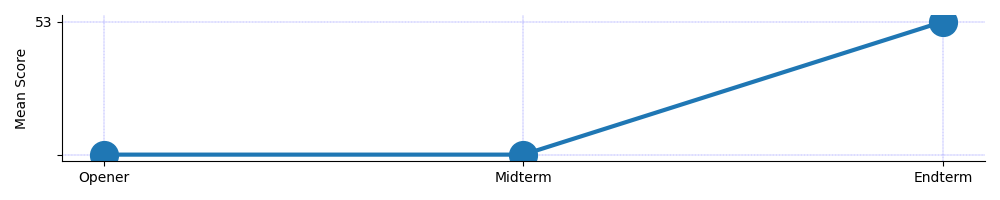 53
Mean Score
Opener
Midterm
Endterm